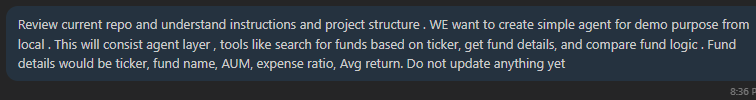 Review current repo and understand instructions and project structure . WE want to create simple agent for demo purpose from
local . This will consist agent layer , tools like search for funds based on ticker, get fund details, and compare fund logic . Fund
details would be ticker, fund name, AUM, expense ratio, Avg return. Do not update anything yet
8:36